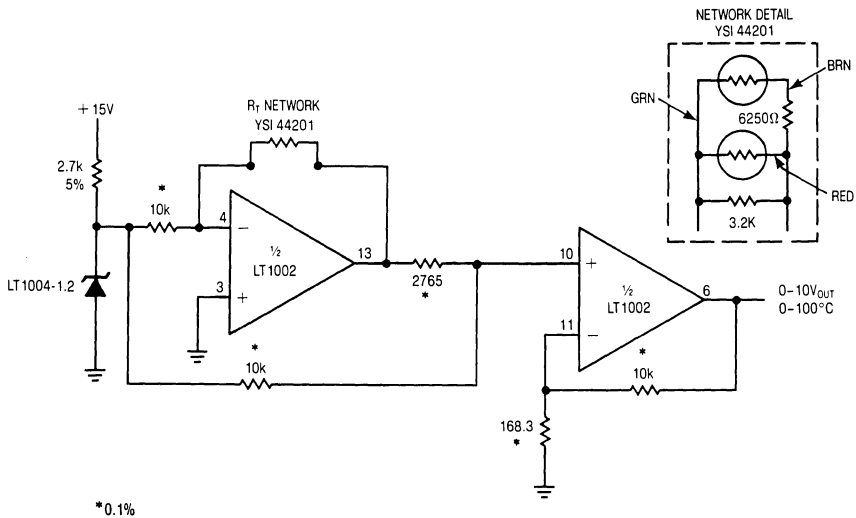 NETWORK DETAIL
YSI 44201
BRN
GRN
6250Ω
RED
3.2K
+ 15V
RT NETWORK
YSI 44201
2.7k
5%
*
10k
4
−
½
LT1002
13
3
+
LT1004-1.2
2765
*
*
10k
10
+
½
LT1002
6
11
−
0–10VOUT
0–100°C
*
10k
168.3
*
*0.1%